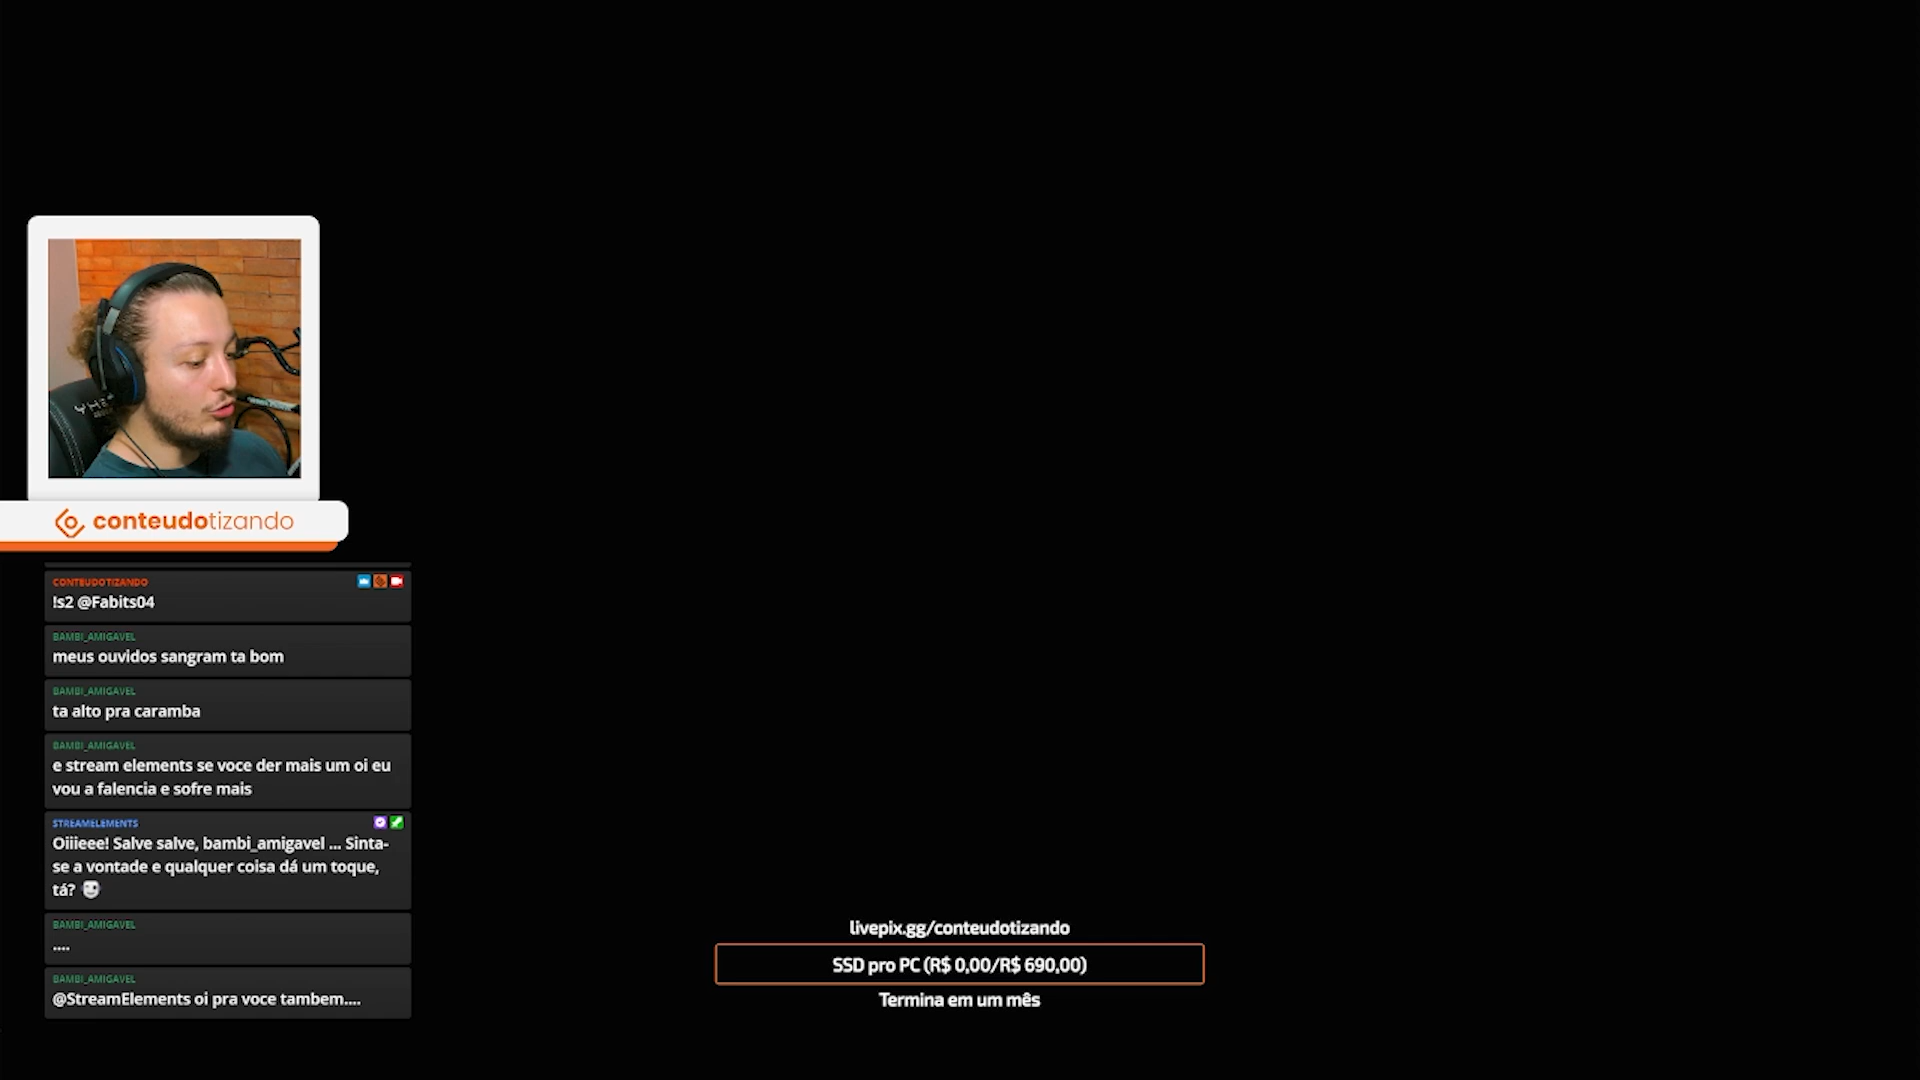 conteudotizando
CONTEUDOTIZANDO
!s2 @Fabits04
BAMBI_AMIGAVEL
meus ouvidos sangram ta bom
BAMBI_AMIGAVEL
ta alto pra caramba
BAMBI_AMIGAVEL
e stream elements se voce der mais um oi eu
vou a falencia e sofre mais
STREAMELEMENTS
Oiiieee! Salve salve, bambi_amigavel ... Sinta-
se a vontade e qualquer coisa dá um toque,
tá?
BAMBI_AMIGAVEL
....
BAMBI_AMIGAVEL
@StreamElements oi pra voce tambem....
livepix.gg/conteudotizando
SSD pro PC (R$ 0,00/R$ 690,00)
Termina em um mês